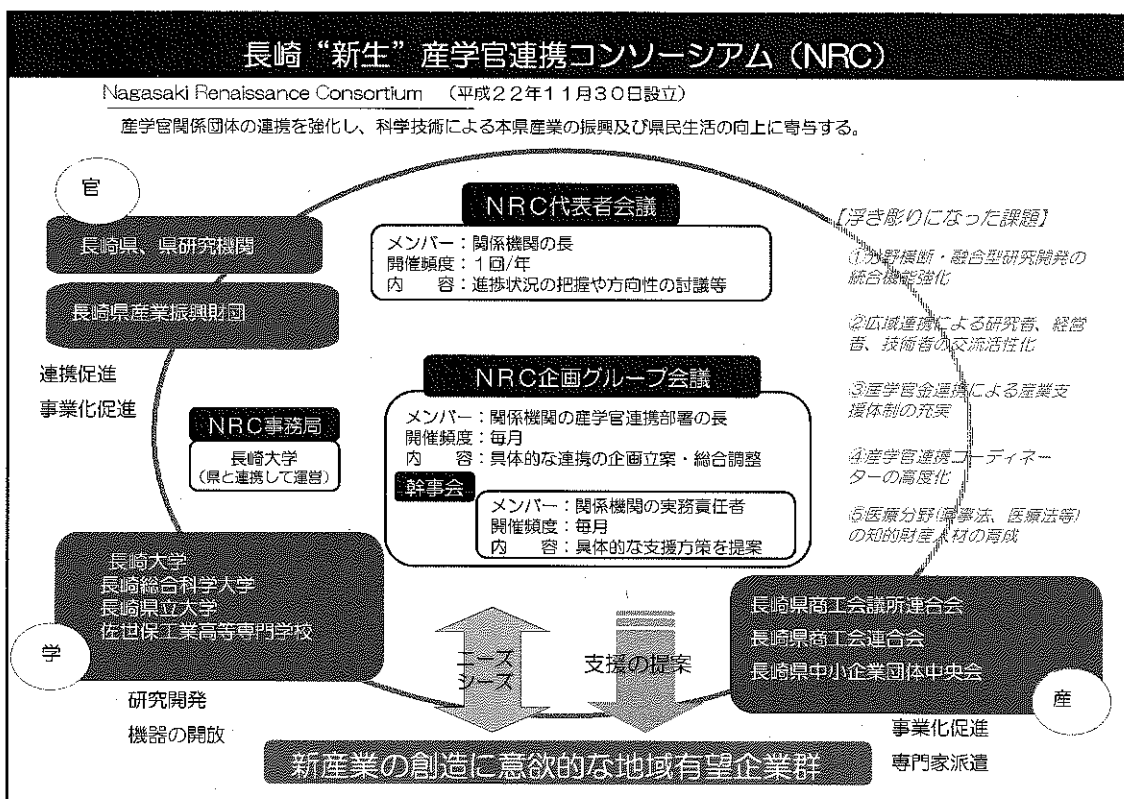 長崎“新生”産学官連携コンソーシアム(NRC)
Nagasaki Renaissance Consortium (平成22年11月30日設立)
産学官関係団体の連携を強化し、科学技術による本県産業の振興及び県民生活の向上に寄与する。
官
長崎県、県研究機関
長崎県産業振興財団
連携促進
事業化促進
NRC代表者会議
メンバー:関係機関の長
開催頻度:1回/年
内 容:進捗状況の把握や方向性の討議等
【浮き彫りになった課題】
①分野横断・融合型研究開発の
統合機能強化
②広域連携による研究者、経営
者、技術者の交流活性化
③産学官金連携による産業支
援体制の充実
④産学官連携コーディネー
ターの高度化
⑤医療分野(薬事法、医療法等)
の知的財産人材の育成
NRC企画グループ会議
メンバー:関係機関の産学官連携部署の長
開催頻度:毎月
内 容:具体的な連携の企画立案・総合調整
幹事会
メンバー:関係機関の実務責任者
開催頻度:毎月
内 容:具体的な支援方策を提案
NRC事務局
長崎大学
(県と連携して運営)
長崎大学
長崎総合科学大学
長崎県立大学
佐世保工業高等専門学校
学
研究開発
機器の開放
ニーズ
シーズ
支援の提案
長崎県商工会議所連合会
長崎県商工会連合会
長崎県中小企業団体中央会
産
事業化促進
専門家派遣
新産業の創造に意欲的な地域有望企業群